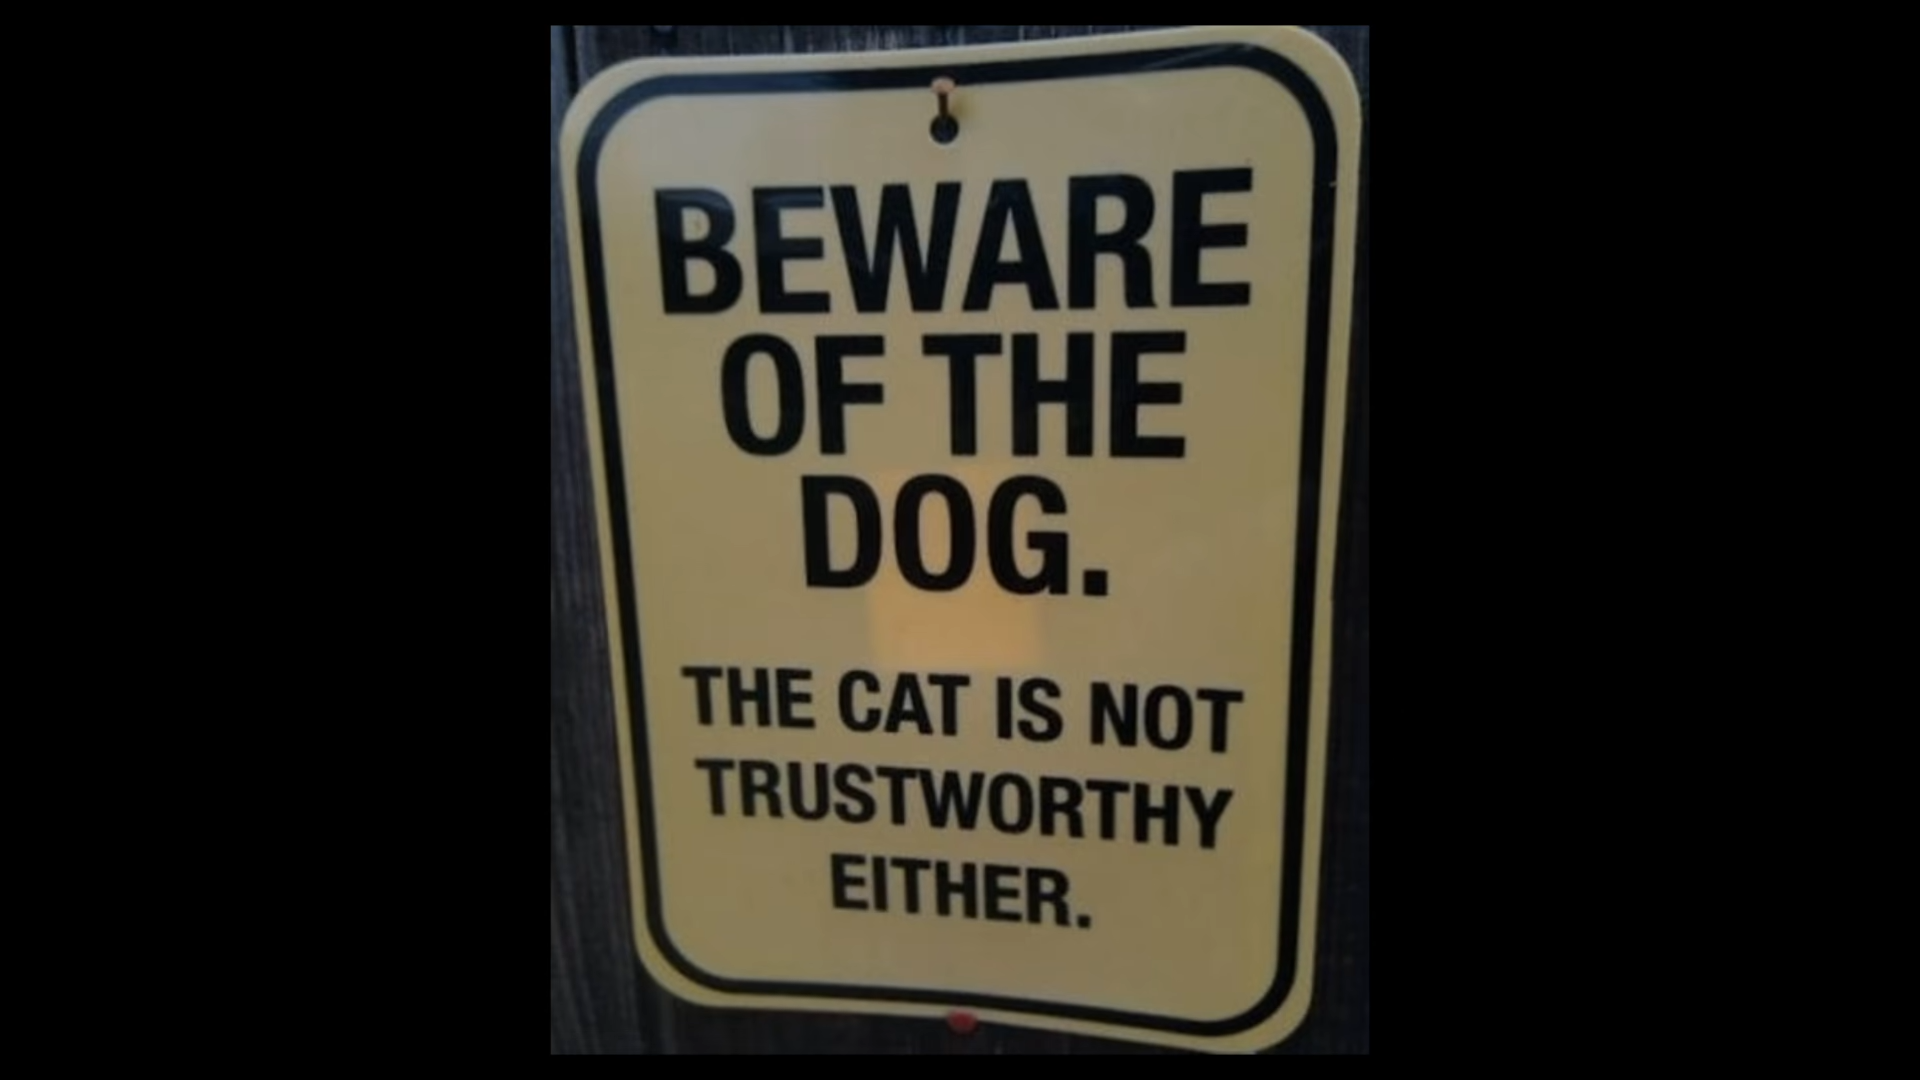 BEWARE
OF THE
DOG.
THE CAT IS NOT
TRUSTWORTHY
EITHER.